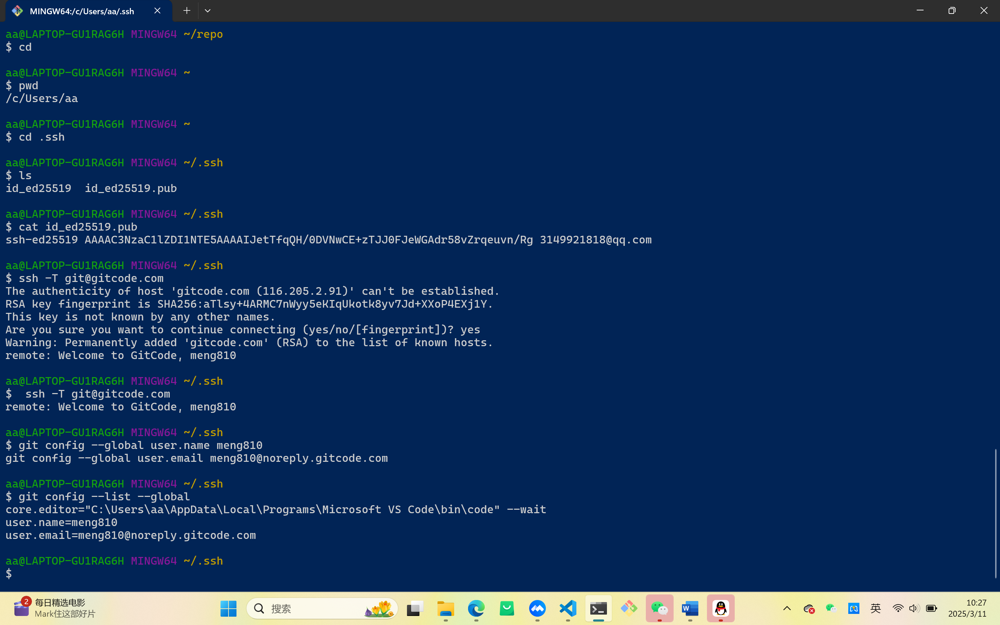 MINGW64:/c/Users/aa/.ssh
aa@LAPTOP-GU1RAG6H MINGW64 ~/repo
$ cd
aa@LAPTOP-GU1RAG6H MINGW64 ~
$ pwd
/c/Users/aa
aa@LAPTOP-GU1RAG6H MINGW64 ~
$ cd .ssh
aa@LAPTOP-GU1RAG6H MINGW64 ~/.ssh
$ ls
id_ed25519  id_ed25519.pub
aa@LAPTOP-GU1RAG6H MINGW64 ~/.ssh
$ cat id_ed25519.pub
ssh-ed25519 AAAAC3NzaC1lZDI1NTE5AAAAIJetTfqQH/0DVNwCE+zTJJ0FJeWGAdr58vZrqeuvn/Rg 3149921818@qq.com
aa@LAPTOP-GU1RAG6H MINGW64 ~/.ssh
$ ssh -T git@gitcode.com
The authenticity of host 'gitcode.com (116.205.2.91)' can't be established.
RSA key fingerprint is SHA256:aTlsy+4ARMC7nWyy5eKIqUkotk8yv7Jd+XXoP4EXj1Y.
This key is not known by any other names.
Are you sure you want to continue connecting (yes/no/[fingerprint])? yes
Warning: Permanently added 'gitcode.com' (RSA) to the list of known hosts.
remote: Welcome to GitCode, meng810
aa@LAPTOP-GU1RAG6H MINGW64 ~/.ssh
$  ssh -T git@gitcode.com
remote: Welcome to GitCode, meng810
aa@LAPTOP-GU1RAG6H MINGW64 ~/.ssh
$ git config --global user.name meng810
git config --global user.email meng810@noreply.gitcode.com
aa@LAPTOP-GU1RAG6H MINGW64 ~/.ssh
$ git config --list --global
core.editor="C:\Users\aa\AppData\Local\Programs\Microsoft VS Code\bin\code" --wait
user.name=meng810
user.email=meng810@noreply.gitcode.com
aa@LAPTOP-GU1RAG6H MINGW64 ~/.ssh
$
2
每日精选电影
Mark住这部好片
搜索
W
英
10:27
2025/3/11